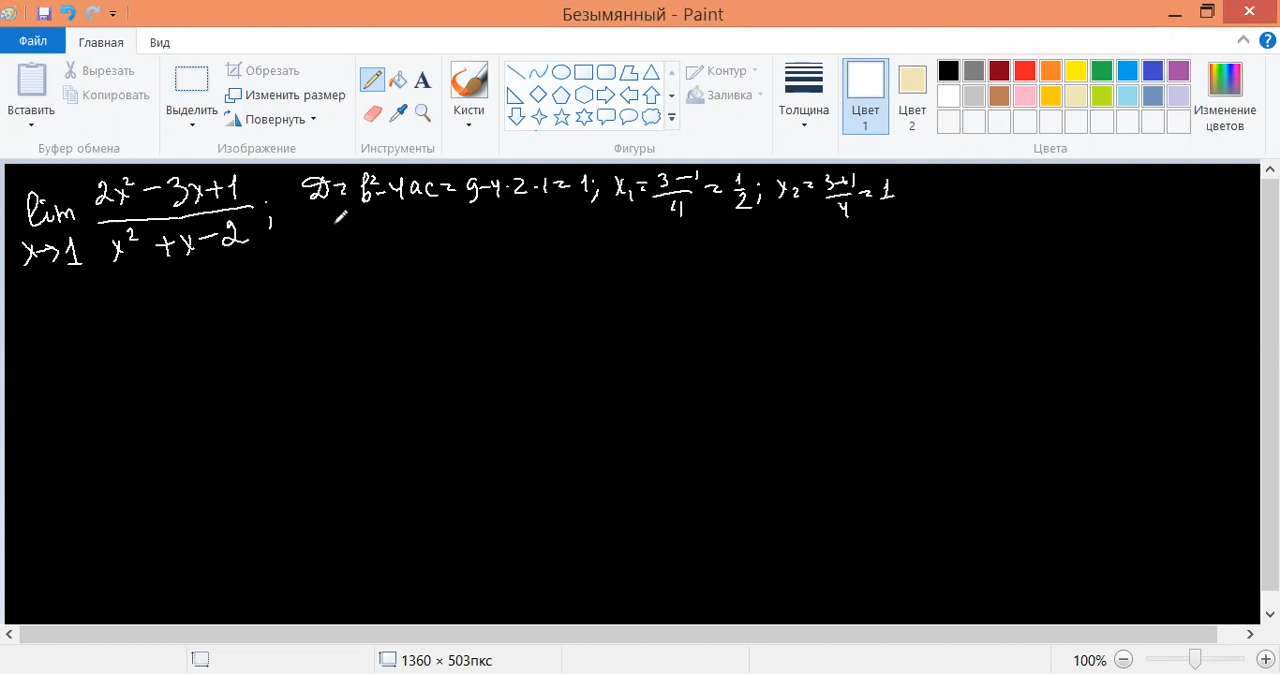 Безымянный - Paint
Файл Главная Вид
Вставить
Вырезать
Копировать
Буфер обмена
Выделить
Обрезать
Изменить размер
Повернуть
Изображение
A
Инструменты
Кисти
Контур
Заливка
Фигуры
Толщина
Цвет 1
Цвет 2
Изменение цветов
Цвета
lim x→1 (2x² − 3x + 1)/(x² + x − 2) ; D = b² − 4ac = 9 − 4 · 2 · 1 = 1; x₁ = (3 − 1)/4 = 1/2; x₂ = (3+1)/4 = 1
1360 × 503пкс
100%